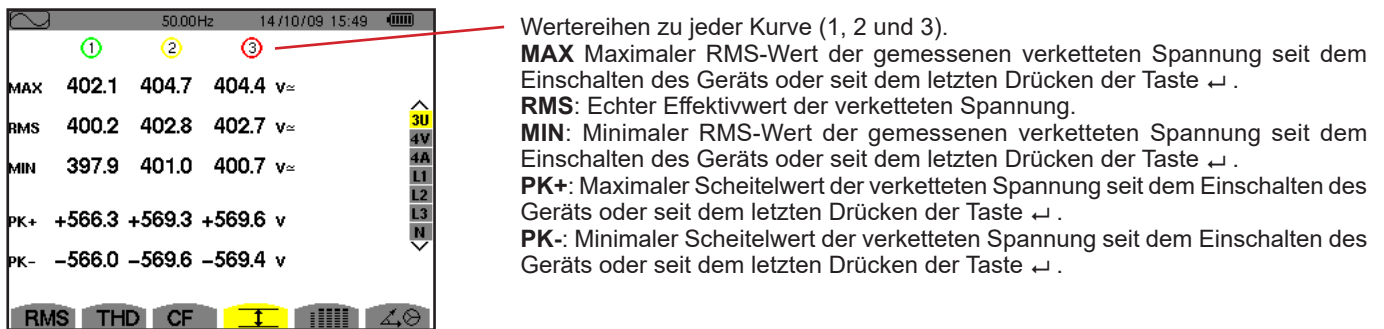 50.00Hz 14/10/09 15:49
1 2 3
MAX 402.1 404.7 404.4 V≃
RMS 400.2 402.8 402.7 V≃
MIN 397.9 401.0 400.7 V≃
PK+ +566.3 +569.3 +569.6 V
PK- -566.0 -569.6 -569.4 V
3U
4V
4A
L1
L2
L3
N
RMS THD CF
Wertereihen zu jeder Kurve (1, 2 und 3).
MAX Maximaler RMS-Wert der gemessenen verketteten Spannung seit dem
Einschalten des Geräts oder seit dem letzten Drücken der Taste ↵ .
RMS: Echter Effektivwert der verketteten Spannung.
MIN: Minimaler RMS-Wert der gemessenen verketteten Spannung seit dem
Einschalten des Geräts oder seit dem letzten Drücken der Taste ↵ .
PK+: Maximaler Scheitelwert der verketteten Spannung seit dem Einschalten des
Geräts oder seit dem letzten Drücken der Taste ↵ .
PK-: Minimaler Scheitelwert der verketteten Spannung seit dem Einschalten des
Geräts oder seit dem letzten Drücken der Taste ↵ .